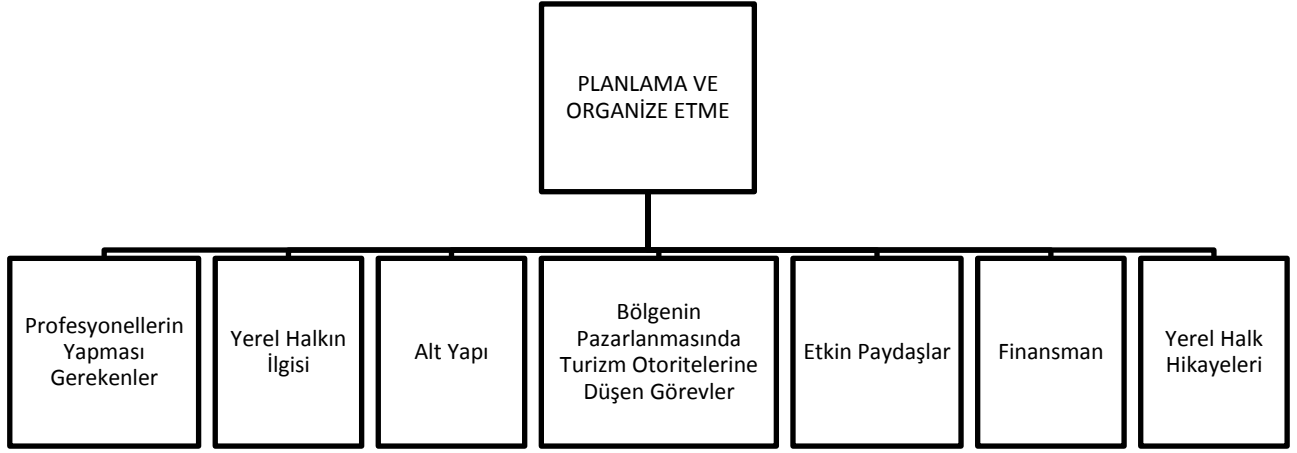 PLANLAMA VE
ORGANİZE ETME
Profesyonellerin
Yapması
Gerekenler
Yerel Halkın
İlgisi
Alt Yapı
Bölgenin
Pazarlanmasında
Turizm Otoritelerine
Düşen Görevler
Etkin Paydaşlar
Finansman
Yerel Halk
Hikayeleri